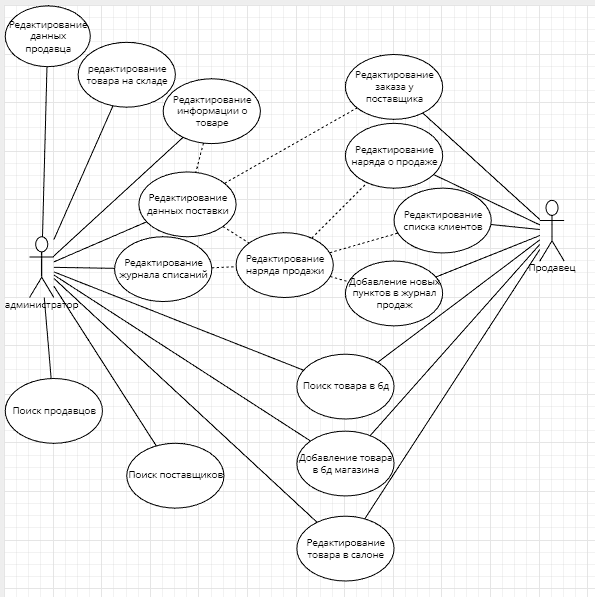 Редактирование
данных
продавца
редактирование
товара на складе
Редактирование
информации о
товаре
Редактирование
заказа у
поставщика
Редактирование
наряда о продаже
Редактирование
данных поставки
Редактирование
списка клиентов
Продавец
Редактирование
журнала списаний
Редактирование
наряда продажи
Добавление новых
пунктов в журнал
продаж
администратор
Поиск товара в бд
Поиск продавцов
Добавление товара
в бд магазина
Поиск поставщиков
Редактирование
товара в салоне